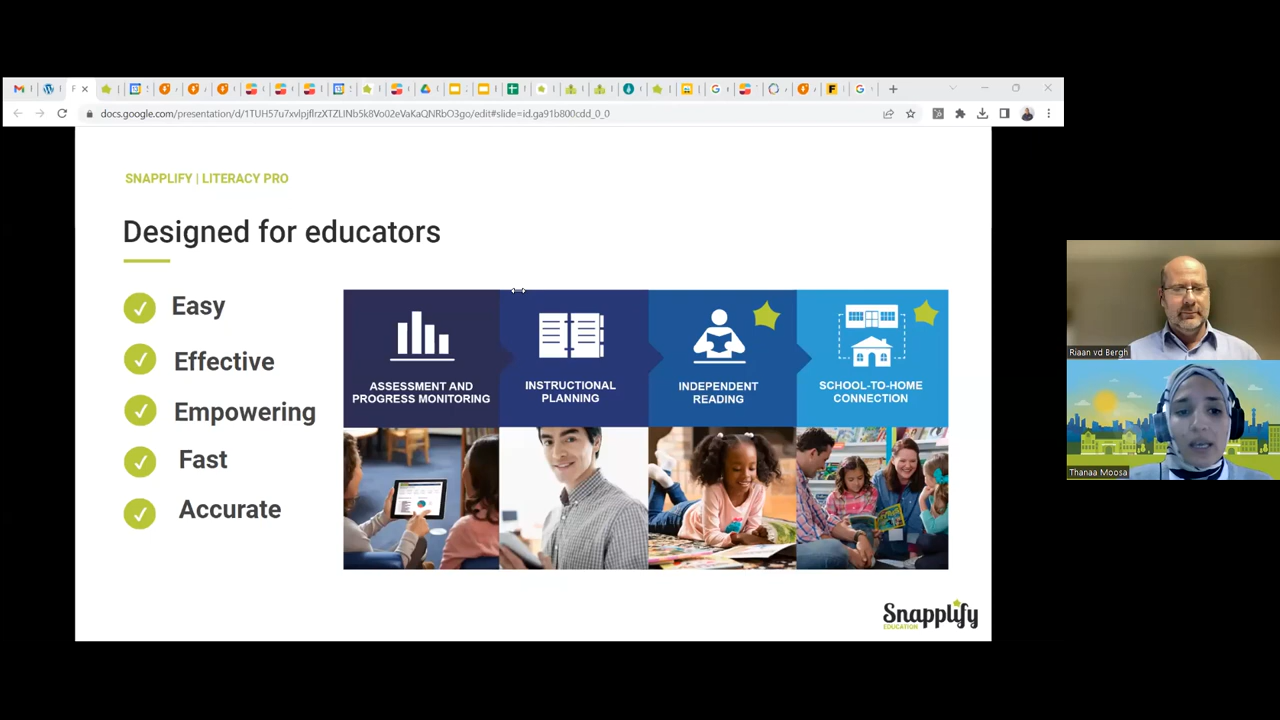 docs.google.com/presentation/d/1TUH57u7xvlpjflrzXTZLINb5k8Vo02eVaKaQNRbO3go/edit#slide=id.ga91b800cdd_0_0
SNAPPLIFY | LITERACY PRO
Designed for educators
Easy
Effective
Empowering
Fast
Accurate
ASSESSMENT AND
PROGRESS MONITORING
INSTRUCTIONAL
PLANNING
INDEPENDENT
READING
SCHOOL-TO-HOME
CONNECTION
Snapplify
EDUCATION
Riaan vd Bergh
Thanaa Moosa